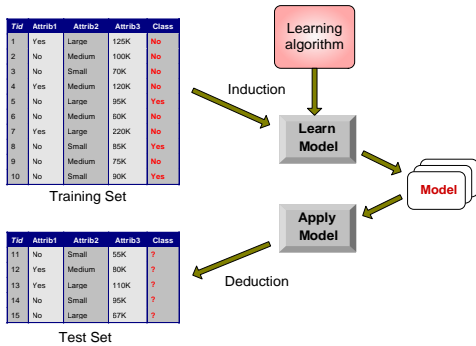 Tid Attrib1 Attrib2 Attrib3 Class
1 Yes Large 125K No
2 No Medium 100K No
3 No Small 70K No
4 Yes Medium 120K No
5 No Large 95K Yes
6 No Medium 60K No
7 Yes Large 220K No
8 No Small 85K Yes
9 No Medium 75K No
10 No Small 90K Yes
Training Set
Learning
algorithm
Induction
Learn
Model
Model
Apply
Model
Deduction
Tid Attrib1 Attrib2 Attrib3 Class
11 No Small 55K ?
12 Yes Medium 80K ?
13 Yes Large 110K ?
14 No Small 95K ?
15 No Large 67K ?
Test Set